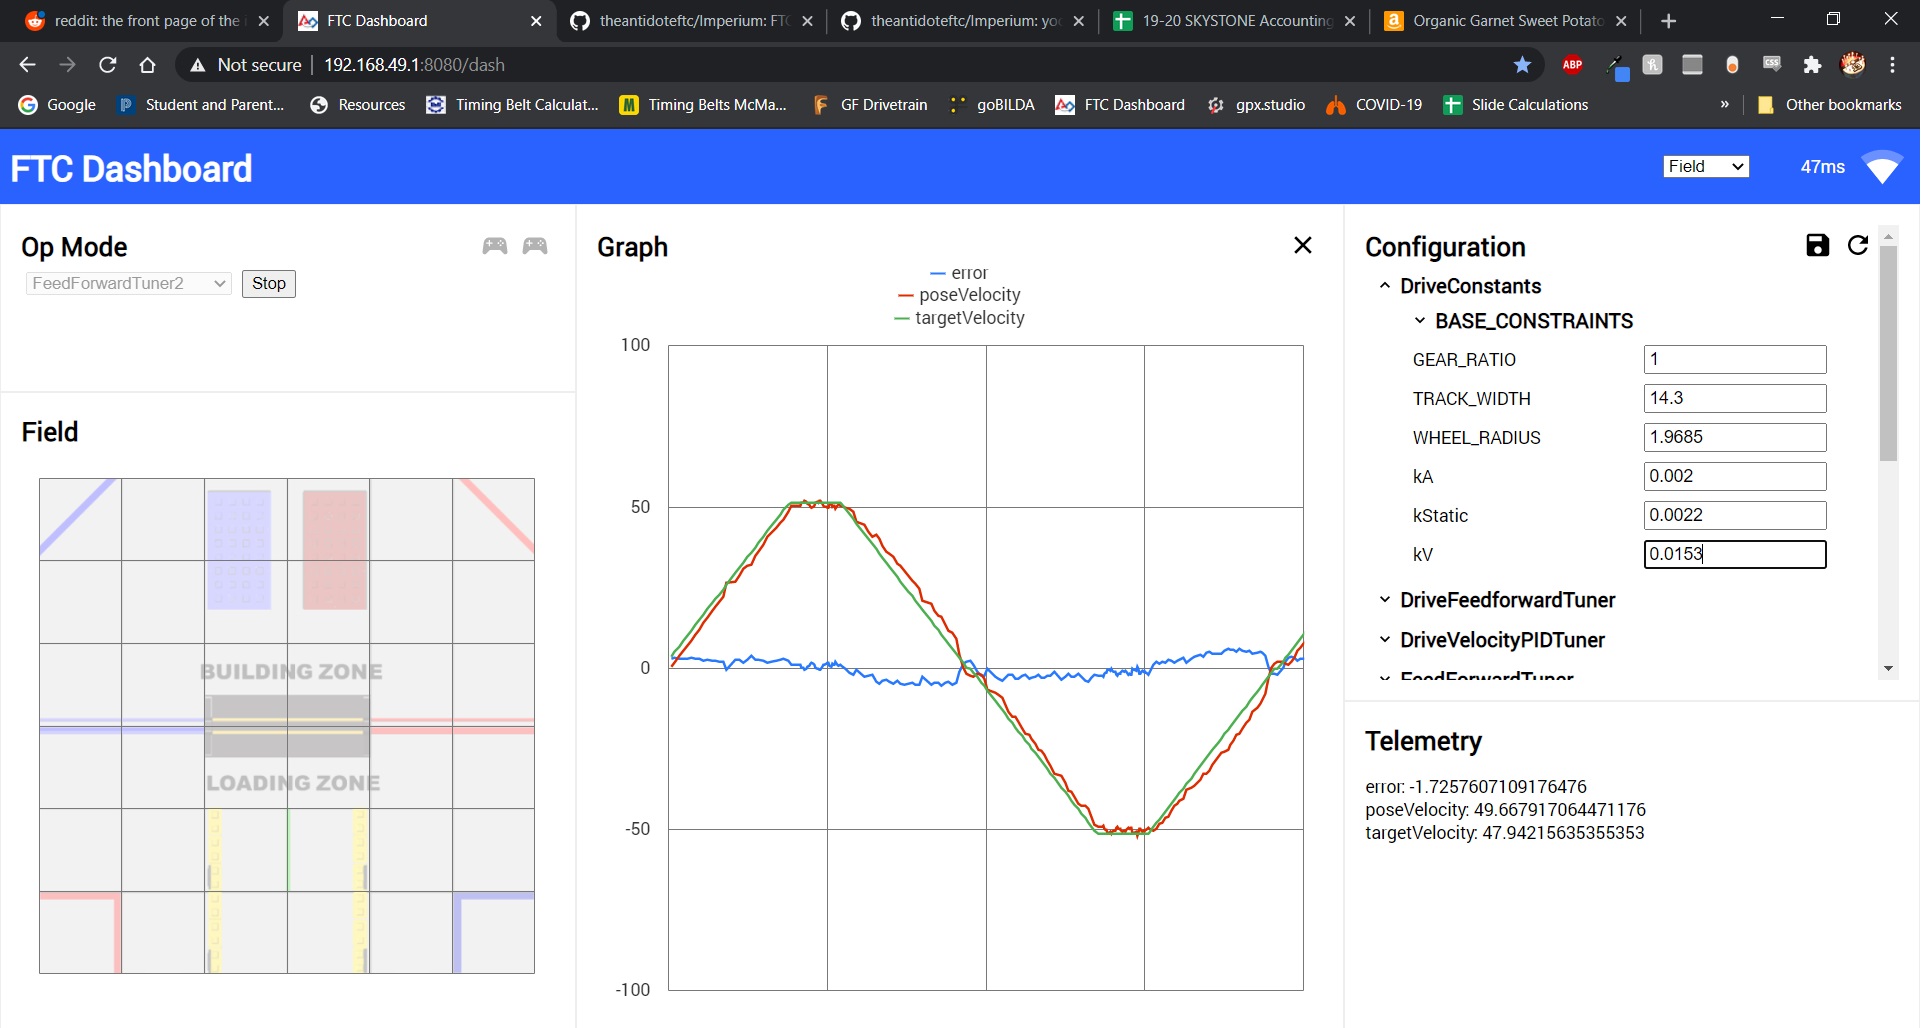 reddit: the front page of the i
FTC Dashboard
theantidoteftc/Imperium: FTC
theantidoteftc/Imperium: yoo
19-20 SKYSTONE Accounting
Organic Garnet Sweet Potato
Not secure
192.168.49.1:8080/dash
ABP
CSS
Google
Student and Parent...
Resources
Timing Belt Calculat...
Timing Belts McMa...
GF Drivetrain
goBILDA
FTC Dashboard
gpx.studio
COVID-19
Slide Calculations
»
Other bookmarks
FTC Dashboard
Field
47ms
Op Mode
FeedForwardTuner2
Stop
Field
BUILDING ZONE
LOADING ZONE
Graph
error
poseVelocity
targetVelocity
100
50
0
-50
-100
Configuration
DriveConstants
BASE_CONSTRAINTS
GEAR_RATIO 1
TRACK_WIDTH 14.3
WHEEL_RADIUS 1.9685
kA 0.002
kStatic 0.0022
kV 0.0153
DriveFeedforwardTuner
DriveVelocityPIDTuner
FeedForwardTuner
Telemetry
error: -1.7257607109176476
poseVelocity: 49.667917064471176
targetVelocity: 47.94215635355353